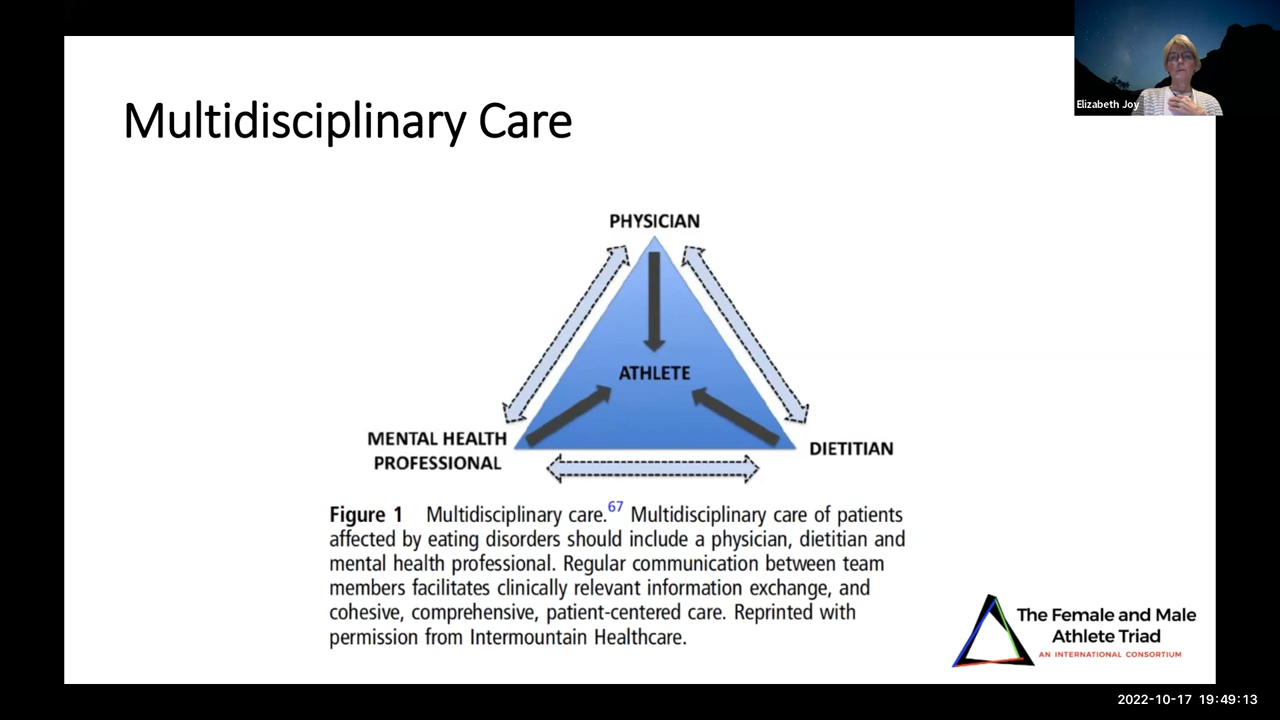 Elizabeth Joy
Multidisciplinary Care
PHYSICIAN
ATHLETE
MENTAL HEALTH
PROFESSIONAL
DIETITIAN
Figure 1 Multidisciplinary care.67 Multidisciplinary care of patients
affected by eating disorders should include a physician, dietitian and
mental health professional. Regular communication between team
members facilitates clinically relevant information exchange, and
cohesive, comprehensive, patient-centered care. Reprinted with
permission from Intermountain Healthcare.
The Female and Male
Athlete Triad
AN INTERNATIONAL CONSORTIUM
2022-10-17 19:49:13